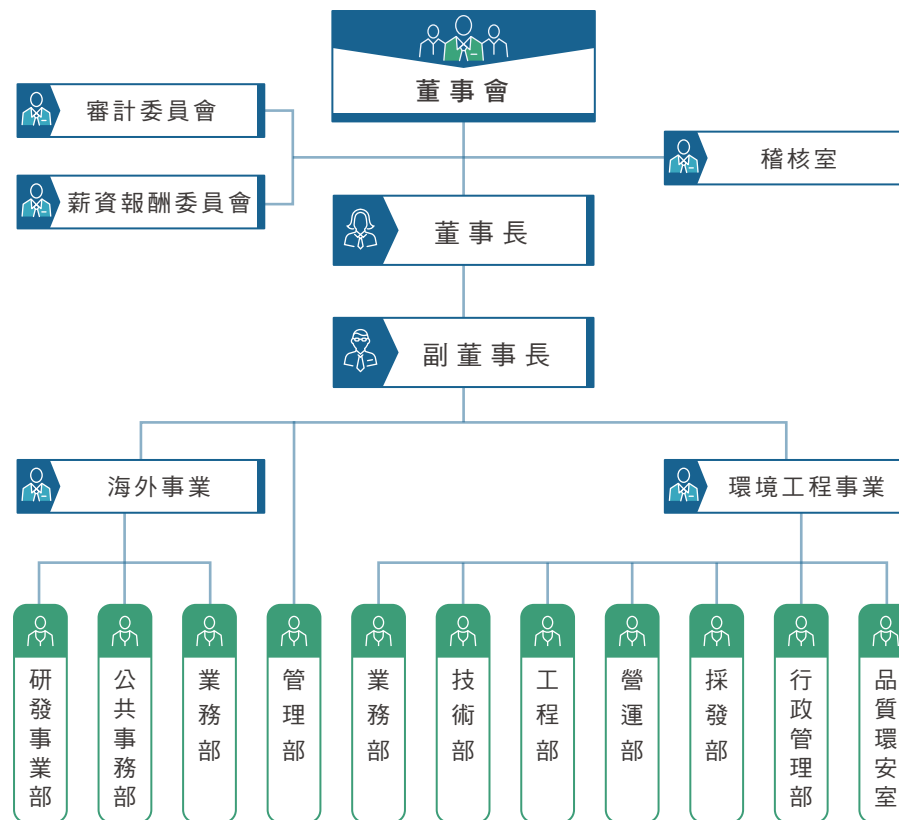 董事會
審計委員會
稽核室
薪資報酬委員會
董事長
副董事長
海外事業
環境工程事業
研發事業部
公共事務部
業務部
管理部
業務部
技術部
工程部
營運部
採發部
行政管理部
品質環安室